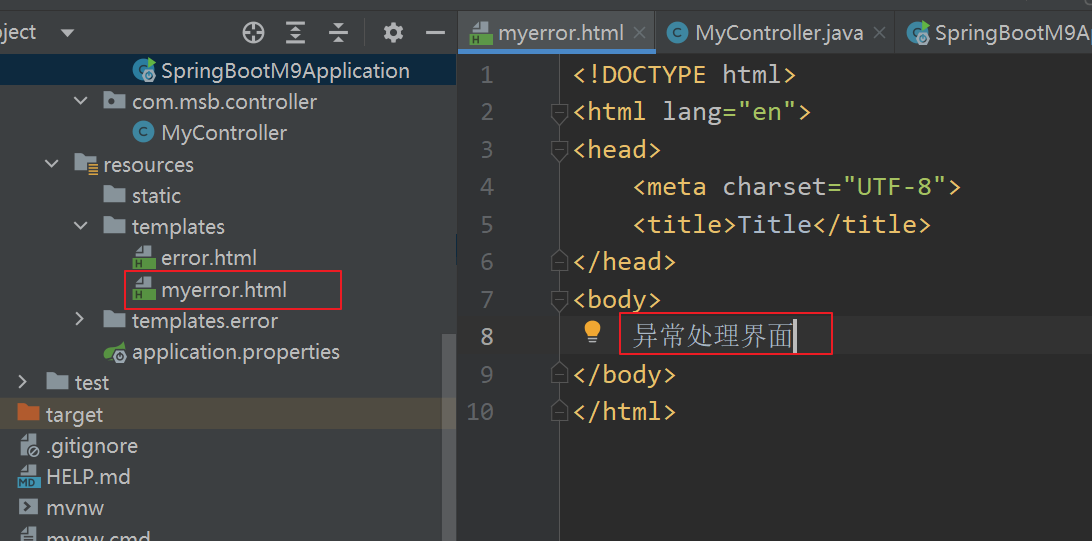 ject
SpringBootM9Application
com.msb.controller
MyController
resources
static
templates
error.html
myerror.html
templates.error
application.properties
test
target
.gitignore
HELP.md
mvnw
mvnw.cmd
myerror.html
MyController.java
SpringBootM9A
1 <!DOCTYPE html>
2 <html lang="en">
3 <head>
4 <meta charset="UTF-8">
5 <title>Title</title>
6 </head>
7 <body>
8 异常处理界面
9 </body>
10 </html>